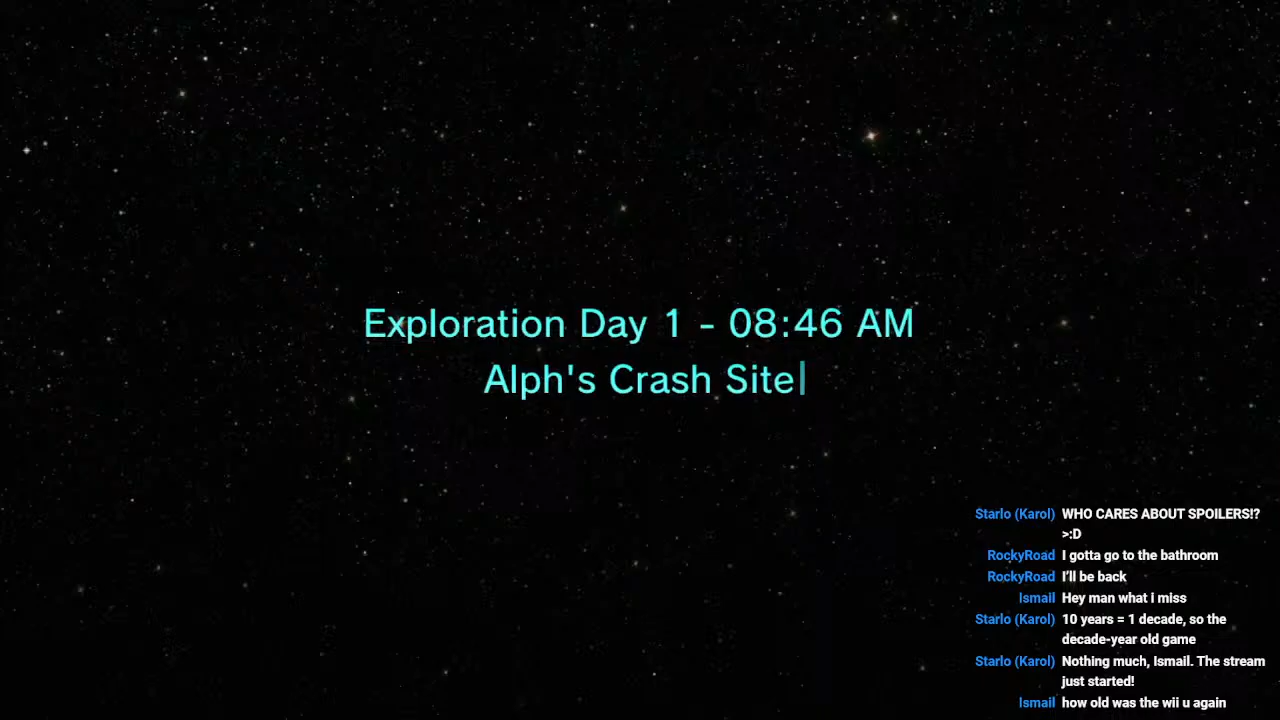 Exploration Day 1 - 08:46 AM
Alph's Crash Site
Starlo (Karol) WHO CARES ABOUT SPOILERS!?
>:D
RockyRoad I gotta go to the bathroom
RockyRoad I'll be back
Ismail Hey man what i miss
Starlo (Karol) 10 years = 1 decade, so the
decade-year old game
Starlo (Karol) Nothing much, Ismail. The stream
just started!
Ismail how old was the wii u again